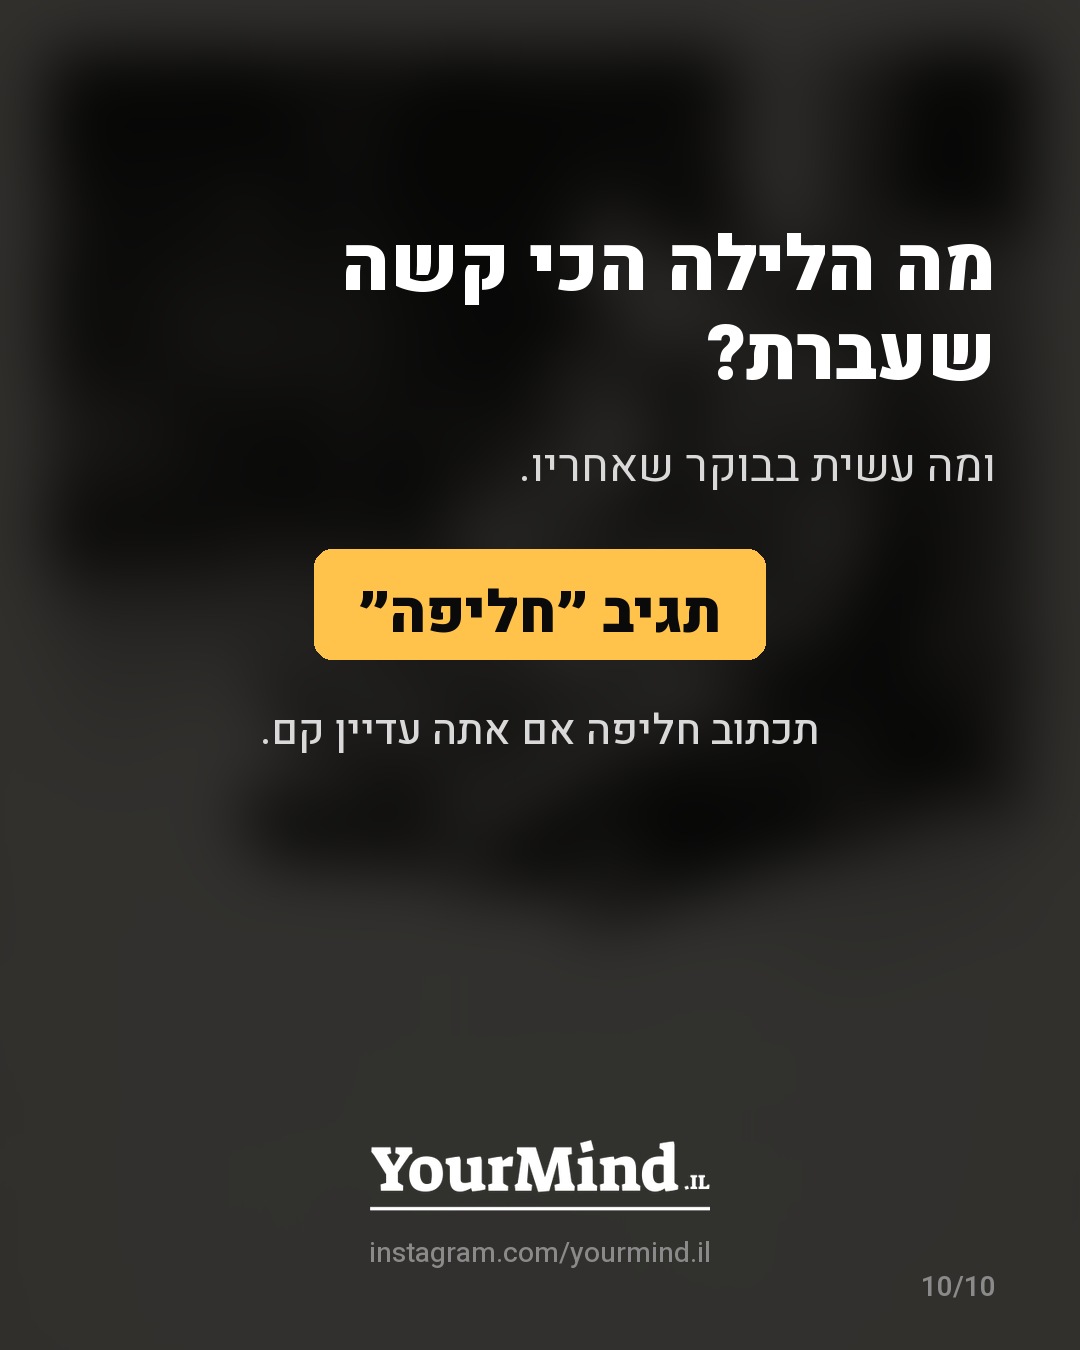 מה הלילה הכי קשה
שעברת?
ומה עשית בבוקר שאחריו.
תגיב ״חליפה״
תכתוב חליפה אם אתה עדיין קם.
YourMind.IL
instagram.com/yourmind.il
10/10